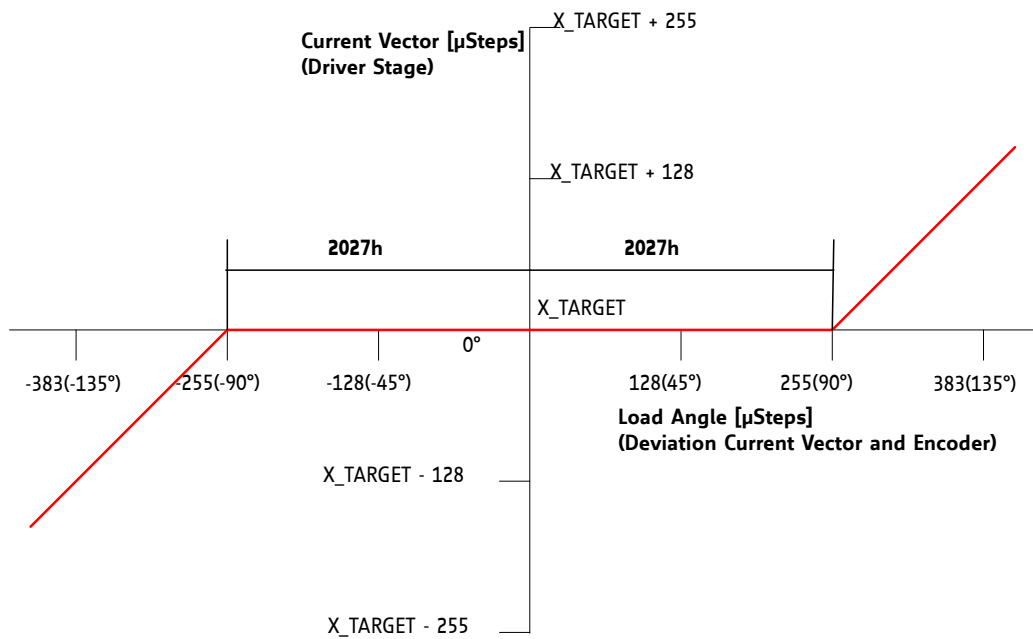 X_TARGET + 255
Current Vector [µSteps]
(Driver Stage)
X_TARGET + 128
2027h 2027h
X_TARGET
0°
-383(-135°) -255(-90°) -128(-45°) 128(45°) 255(90°) 383(135°)
Load Angle [µSteps]
(Deviation Current Vector and Encoder)
X_TARGET - 128
X_TARGET - 255